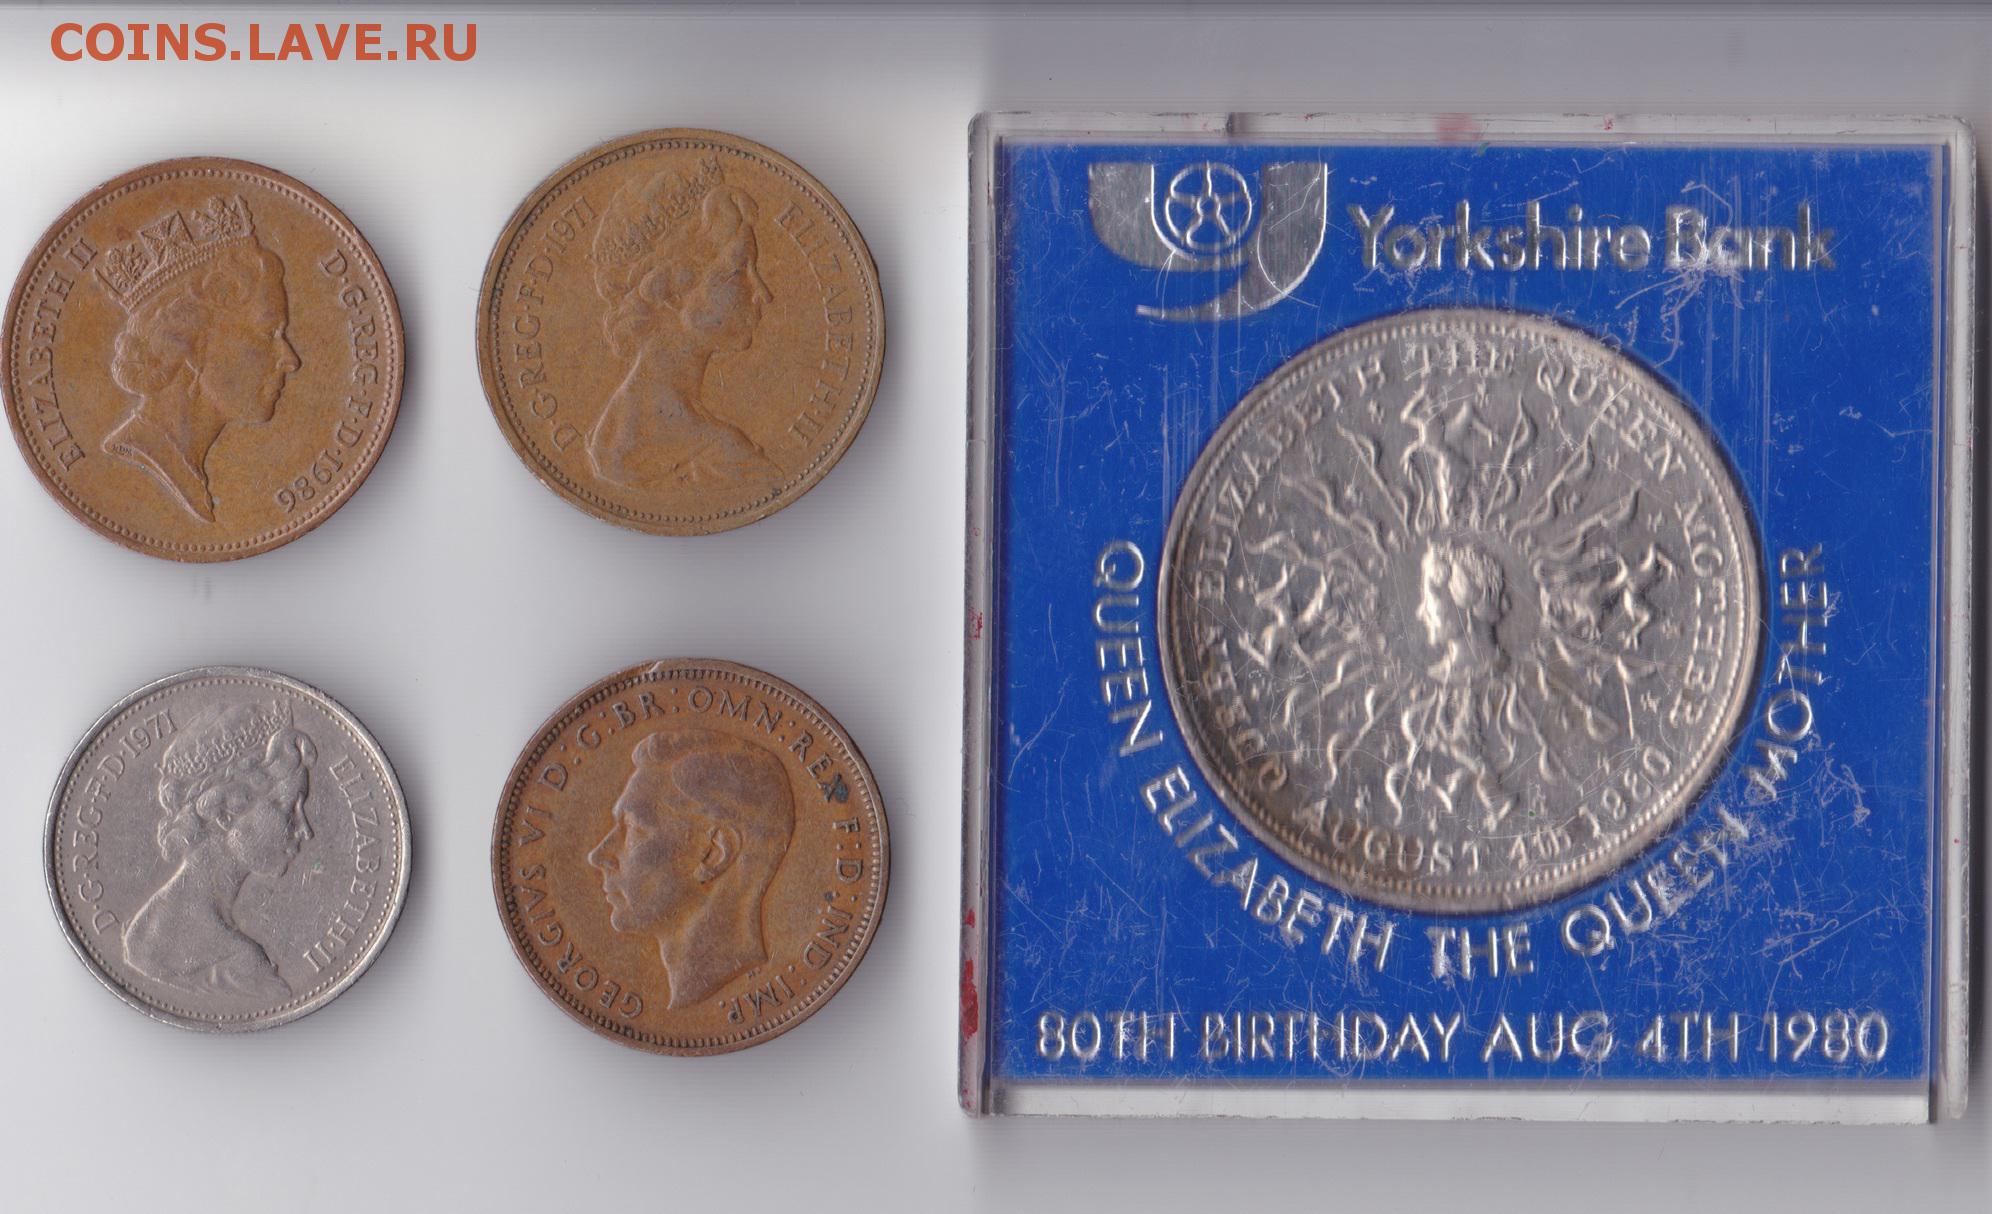 COINS.LAVE.RU
ELIZABETH II D·G·REG·F·D·1986
D·G·REG·F·D·1971 ELIZABETH·II
Yorkshire Bank
ELIZABETH THE QUEEN MOTHER
AUGUST 4th 1980
QUEEN ELIZABETH THE QUEEN MOTHER
80TH BIRTHDAY AUG 4TH 1980
D·G·REG·F·D·1971 ELIZABETH·II
GEORGIVS VI D:G:BR:OMN:REX F:D:IND:IMP.